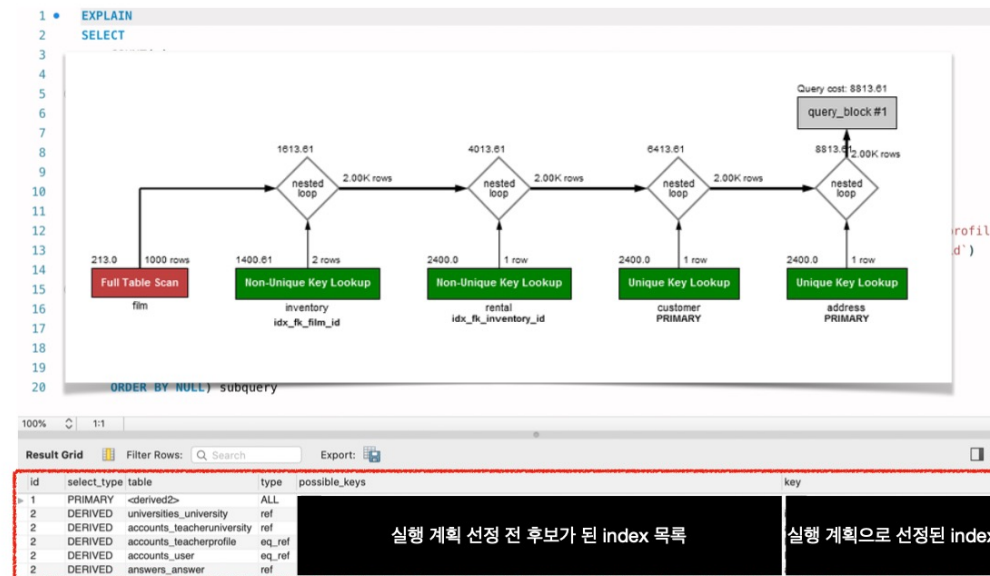 1 EXPLAIN
2 SELECT
3
4
5
6
7
8
9
10
11
12 rofil
13 d`)
14
15
16
17
18
19
20 ORDER BY NULL) subquery
Query cost: 8813.61
query_block #1
1613.61 4013.61 6413.61 8813.61 2.00K rows
nested loop 2.00K rows nested loop 2.00K rows nested loop 2.00K rows nested loop
213.0 1000 rows 1400.61 2 rows 2400.0 1 row 2400.0 1 row 2400.0 1 row
Full Table Scan Non-Unique Key Lookup Non-Unique Key Lookup Unique Key Lookup Unique Key Lookup
film inventory rental customer address
idx_fk_film_id idx_fk_inventory_id PRIMARY PRIMARY
100% 1:1
Result Grid Filter Rows: Search Export:
id select_type table type possible_keys key
1 PRIMARY <derived2> ALL
2 DERIVED universities_university ref
2 DERIVED accounts_teacheruniversity ref
2 DERIVED accounts_teacherprofile eq_ref
2 DERIVED accounts_user eq_ref
2 DERIVED answers_answer ref
실행 계획 선정 전 후보가 된 index 목록 실행 계획으로 선정된 index